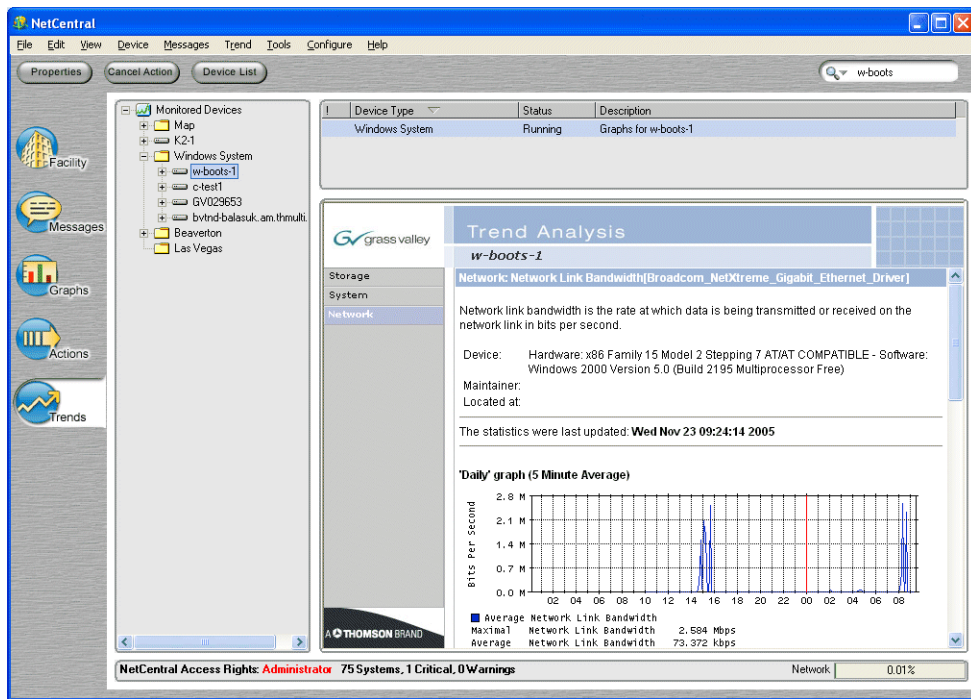 NetCentral
File Edit View Device Messages Trend Tools Configure Help
Properties Cancel Action Device List w-boots
Facility
Messages
Graphs
Actions
Trends
Monitored Devices
Map
K2-1
Windows System
w-boots-1
c-test1
GV029653
bvtnd-balasuk.am.thmulti.
Beaverton
Las Vegas
! Device Type Status Description
Windows System Running Graphs for w-boots-1
GV grass valley
Storage
System
Network
A THOMSON BRAND
Trend Analysis
w-boots-1
Network: Network Link Bandwidth[Broadcom_NetXtreme_Gigabit_Ethernet_Driver]
Network link bandwidth is the rate at which data is being transmitted or received on the
network link in bits per second.
Device: Hardware: x86 Family 15 Model 2 Stepping 7 AT/AT COMPATIBLE - Software:
Windows 2000 Version 5.0 (Build 2195 Multiprocessor Free)
Maintainer:
Located at:
The statistics were last updated: Wed Nov 23 09:24:14 2005
'Daily' graph (5 Minute Average)
Bits Per Second
2.8 M
2.1 M
1.4 M
0.7 M
0.0 M
02 04 06 08 10 12 14 16 18 20 22 00 02 04 06 08
Average Network Link Bandwidth
Maximal Network Link Bandwidth 2.584 Mbps
Average Network Link Bandwidth 73.372 kbps
NetCentral Access Rights: Administrator 75 Systems, 1 Critical, 0 Warnings
Network 0.01%